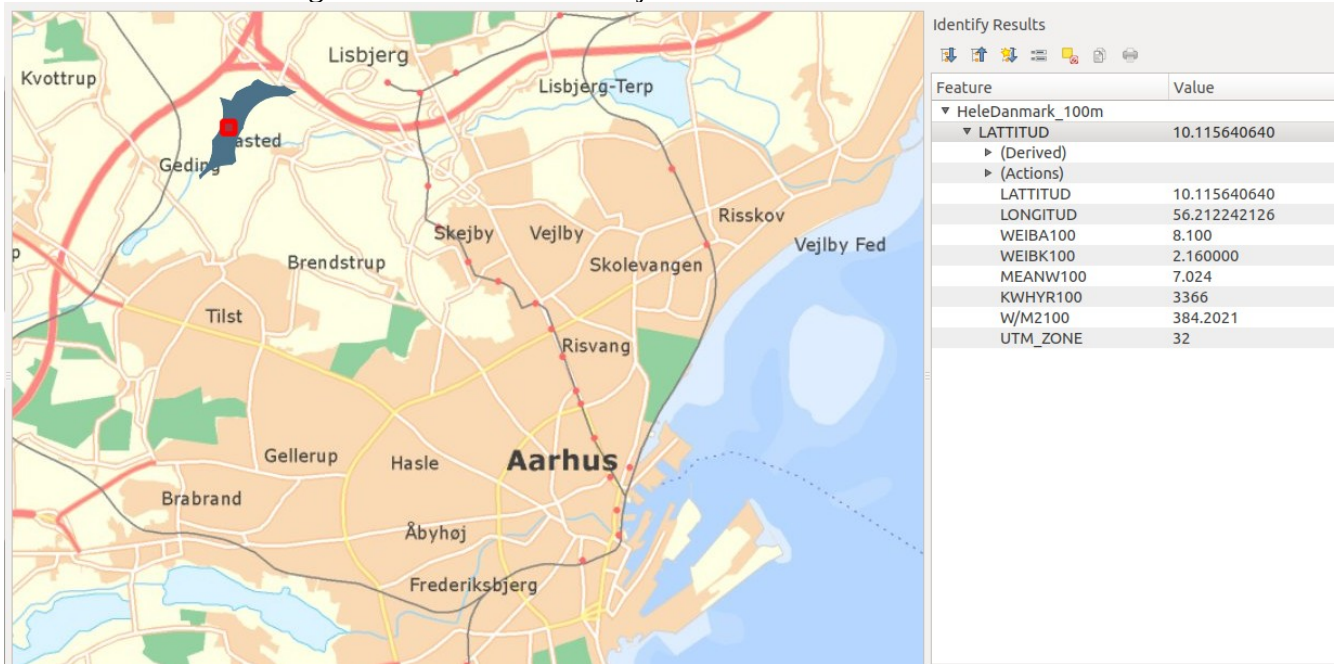 Lisbjerg
Kvottrup
Lisbjerg-Terp
asted
Geding
Risskov
Skejby
Vejlby
Vejlby Fed
Brendstrup
Skolevangen
Tilst
Risvang
Gellerup
Hasle
Aarhus
Brabrand
Åbyhøj
Frederiksbjerg
Identify Results
Feature Value
HeleDanmark_100m
LATTITUD 10.115640640
(Derived)
(Actions)
LATTITUD 10.115640640
LONGITUD 56.212242126
WEIBA100 8.100
WEIBK100 2.160000
MEANW100 7.024
KWHYR100 3366
W/M2100 384.2021
UTM_ZONE 32